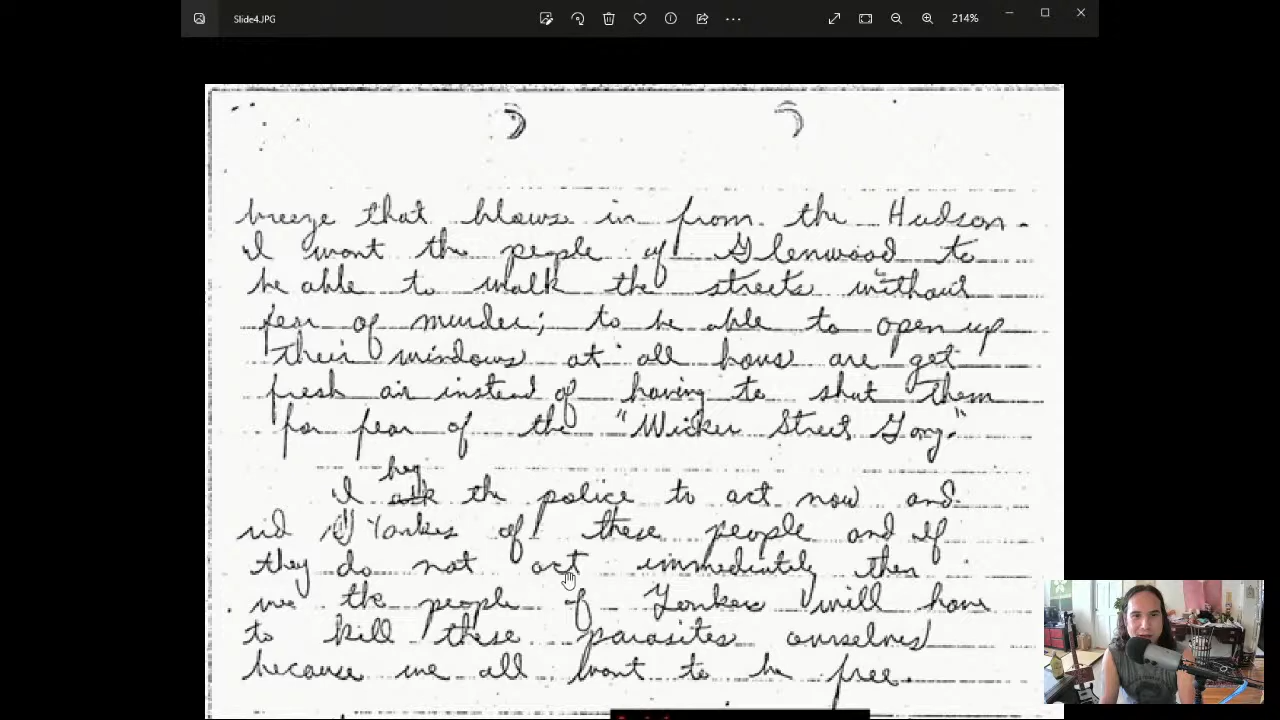 Slide4.JPG
214%
breeze that blows in from the Hudson.
I want the people of Glenwood to
be able to walk the streets without
fear of murder; to be able to open up
their windows at all hours are get
fresh air instead of having to shut them
for fear of the "Wicker Street Gang."
beg
I ask the police to act now and
rid Yonkers of these people and if
they do not act immediately then
we the people of Yonkers will have
to kill these parasites ourselves
because we all want to be free.